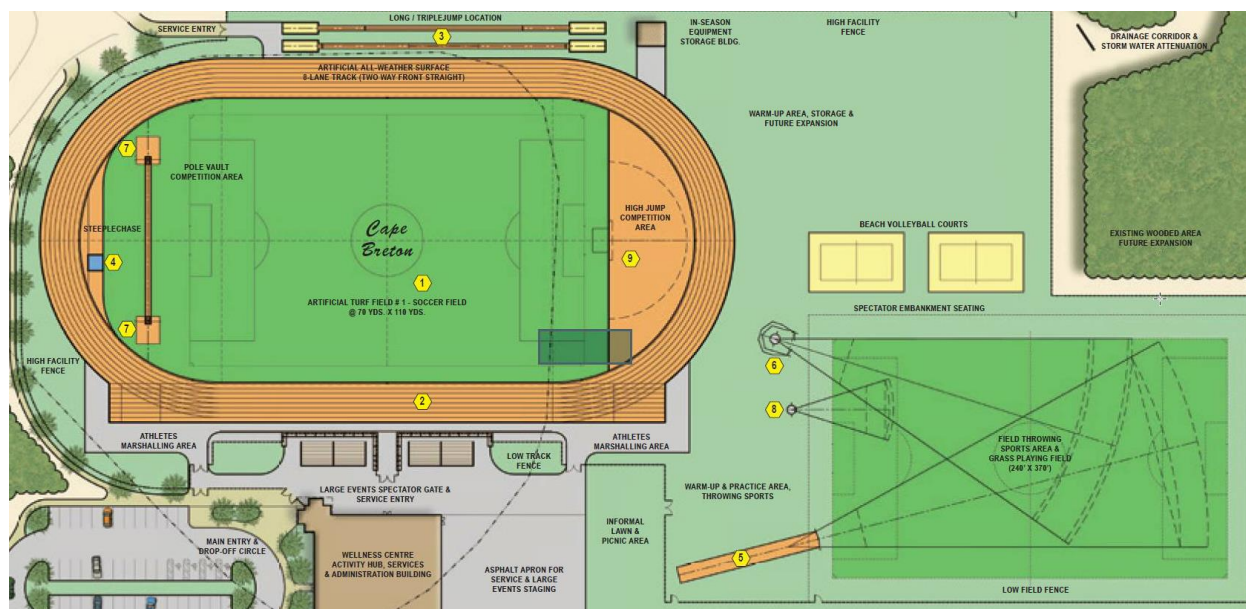 SERVICE ENTRY
LONG / TRIPLEJUMP LOCATION
3
IN-SEASON
EQUIPMENT
STORAGE BLDG.
HIGH FACILITY
FENCE
DRAINAGE CORRIDOR &
STORM WATER ATTENUATION
ARTIFICIAL ALL-WEATHER SURFACE
8-LANE TRACK (TWO WAY FRONT STRAIGHT)
WARM-UP AREA, STORAGE &
FUTURE EXPANSION
7
POLE VAULT
COMPETITION AREA
STEEPLECHASE
4
Cape
Breton
HIGH JUMP
COMPETITION
AREA
9
BEACH VOLLEYBALL COURTS
EXISTING WOODED AREA
FUTURE EXPANSION
1
ARTIFICIAL TURF FIELD # 1 - SOCCER FIELD
@ 70 YDS. X 110 YDS.
SPECTATOR EMBANKMENT SEATING
7
HIGH FACILITY
FENCE
6
2
8
ATHLETES
MARSHALLING AREA
ATHLETES
MARSHALLING AREA
LOW TRACK
FENCE
FIELD THROWING
SPORTS AREA &
GRASS PLAYING FIELD
(240' X 370')
LARGE EVENTS SPECTATOR GATE &
SERVICE ENTRY
WARM-UP & PRACTICE AREA,
THROWING SPORTS
MAIN ENTRY &
DROP-OFF CIRCLE
INFORMAL
LAWN &
PICNIC AREA
WELLNESS CENTRE
ACTIVITY HUB, SERVICES
& ADMINISTRATION BUILDING
ASPHALT APRON FOR
SERVICE & LARGE
EVENTS STAGING
5
LOW FIELD FENCE